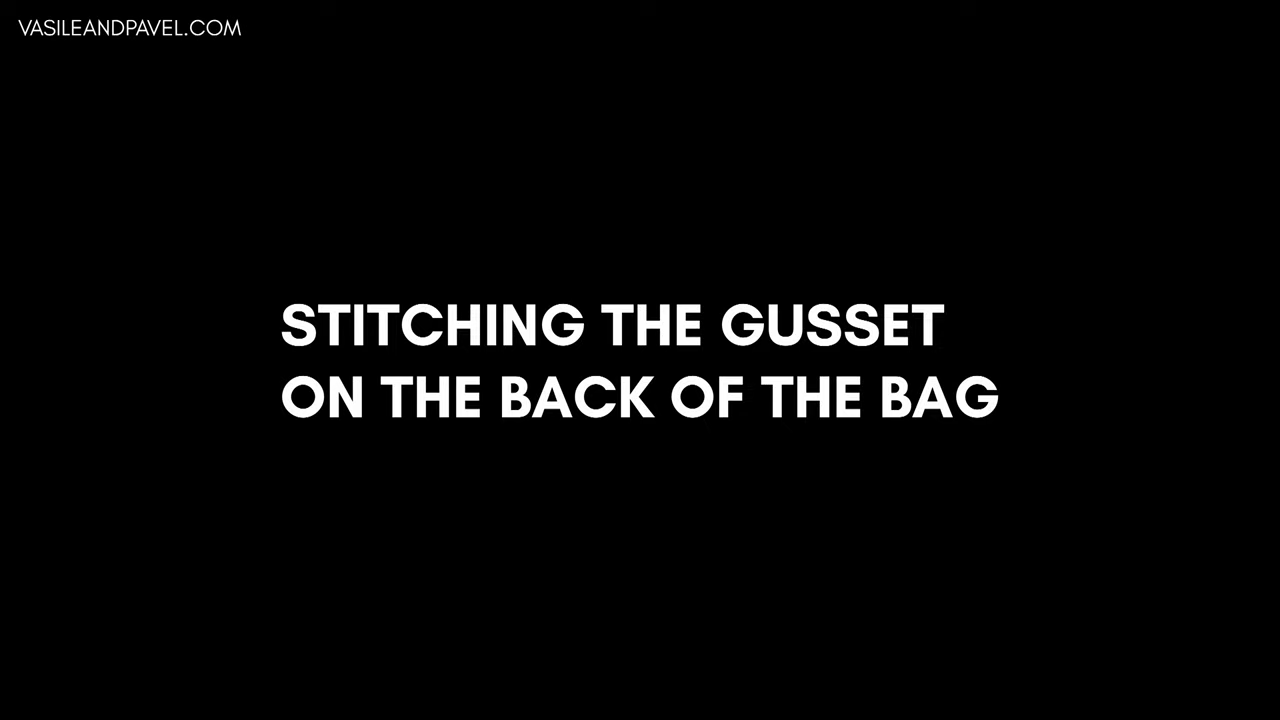 VASILEANDPAVEL.COM
STITCHING THE GUSSET
ON THE BACK OF THE BAG